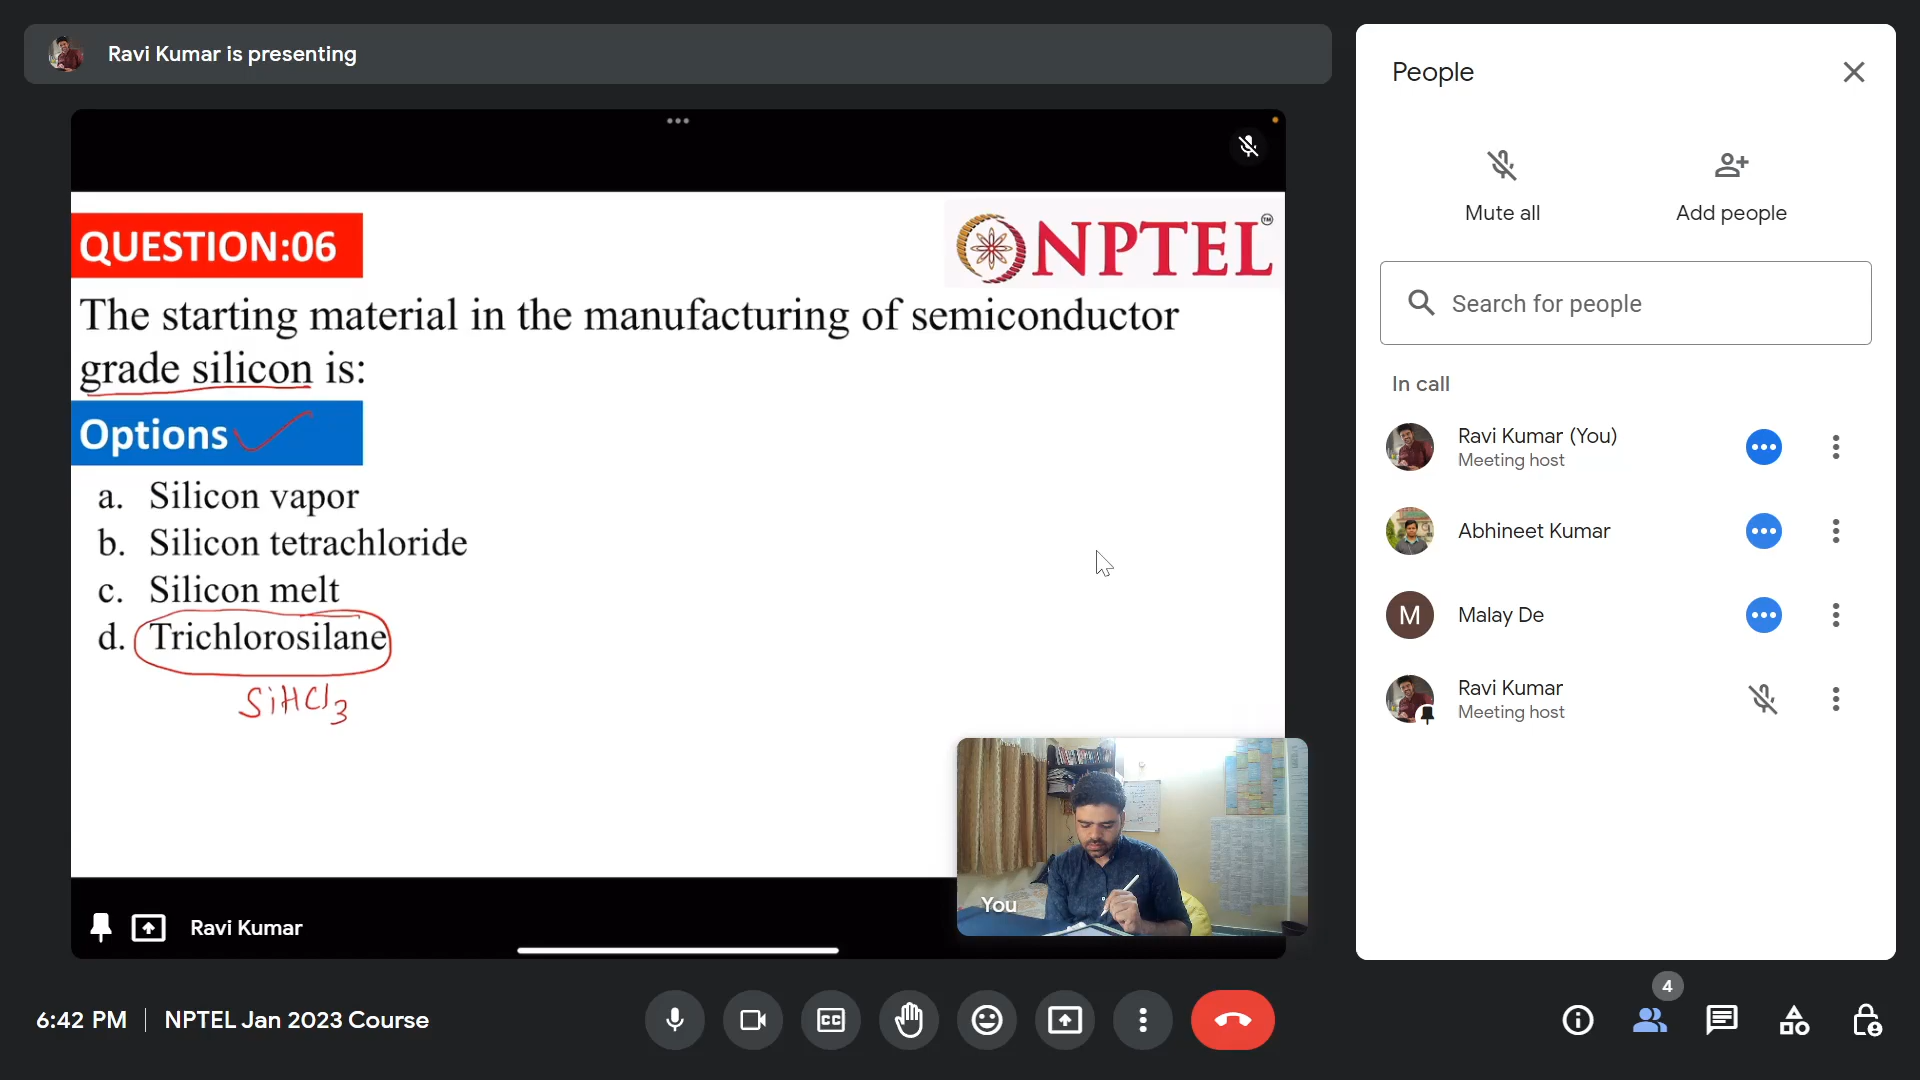 Ravi Kumar is presenting
QUESTION:06
NPTEL
TM
The starting material in the manufacturing of semiconductor
grade silicon is:
Options
a. Silicon vapor
b. Silicon tetrachloride
c. Silicon melt
d. Trichlorosilane
SiHCl3
You
Ravi Kumar
People
Mute all
Add people
Search for people
In call
Ravi Kumar (You)
Meeting host
Abhineet Kumar
M
Malay De
Ravi Kumar
Meeting host
6:42 PM
NPTEL Jan 2023 Course
CC
4